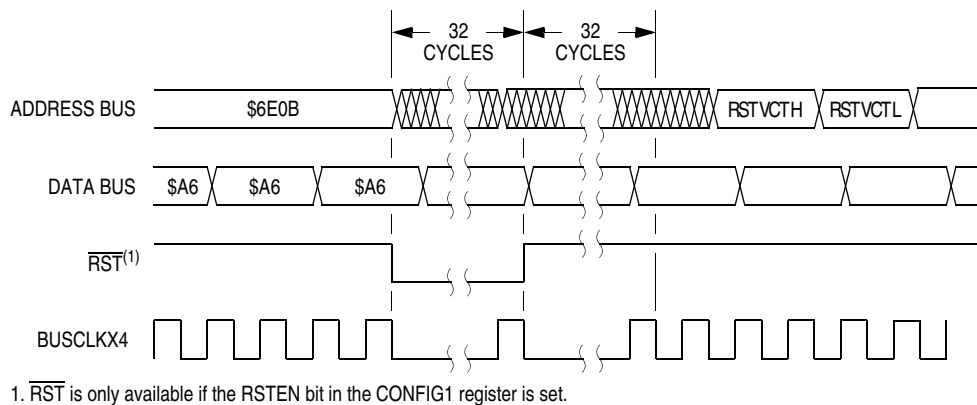 32
CYCLES
32
CYCLES
ADDRESS BUS
$6E0B
RSTVCTH
RSTVCTL
DATA BUS
$A6
$A6
$A6
RST(1)
BUSCLKX4
1. RST is only available if the RSTEN bit in the CONFIG1 register is set.